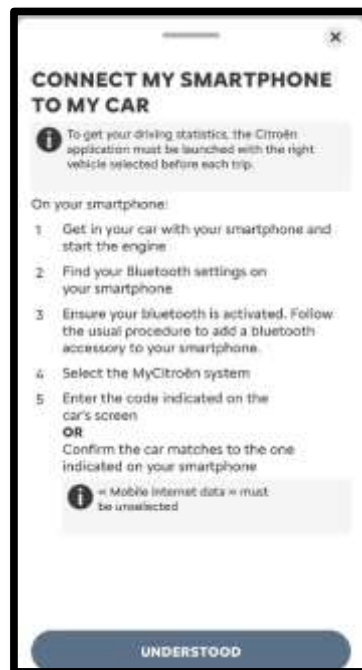 CONNECT MY SMARTPHONE
TO MY CAR
To get your driving statistics, the Citroën
application must be launched with the right
vehicle selected before each trip.
On your smartphone:
1 Get in your car with your smartphone and
start the engine
2 Find your Bluetooth settings on
your smartphone
3 Ensure your bluetooth is activated. Follow
the usual procedure to add a bluetooth
accessory to your smartphone.
4 Select the MyCitroën system
5 Enter the code indicated on the
car's screen
OR
Confirm the car matches to the one
indicated on your smartphone
« Mobile internet data » must
be unselected
UNDERSTOOD